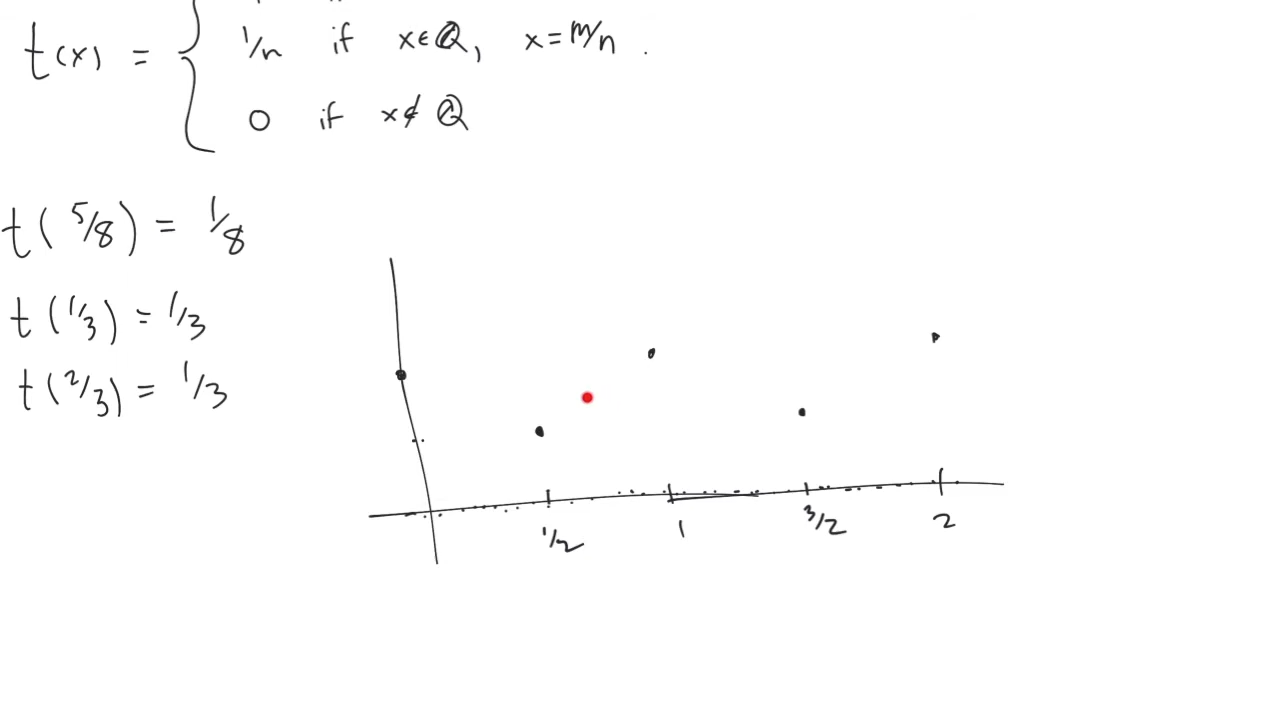 t(x) = { 1/n if x∈ℚ, x = m/n .
0 if x∉ℚ
t(5/8) = 1/8
t(1/3) = 1/3
t(2/3) = 1/3
1/2 1 3/2 2